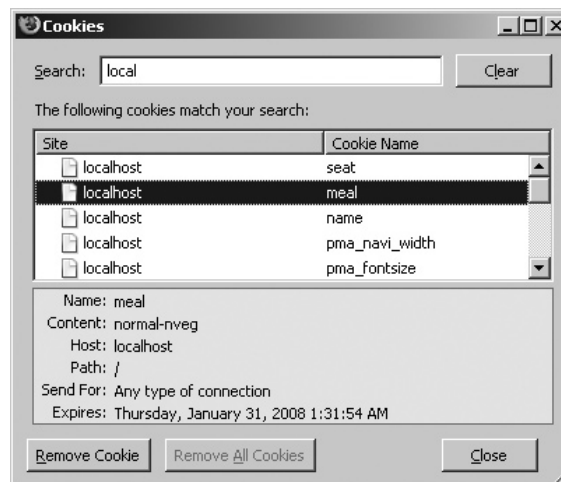 Cookies
Search: local Clear
The following cookies match your search:
Site Cookie Name
localhost seat
localhost meal
localhost name
localhost pma_navi_width
localhost pma_fontsize
Name: meal
Content: normal-nveg
Host: localhost
Path: /
Send For: Any type of connection
Expires: Thursday, January 31, 2008 1:31:54 AM
Remove Cookie Remove All Cookies Close